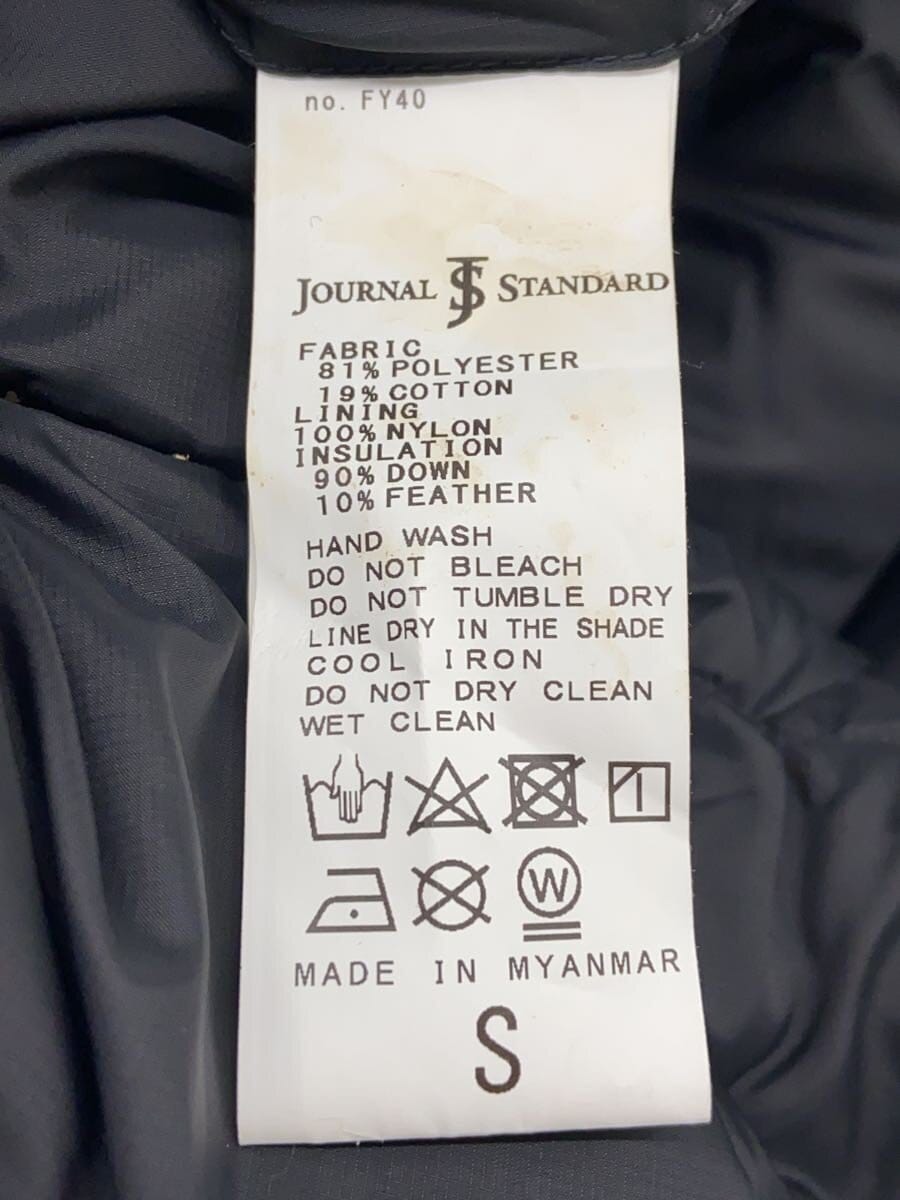 no. FY40
JOURNAL JS STANDARD
FABRIC
81% POLYESTER
19% COTTON
LINING
100% NYLON
INSULATION
90% DOWN
10% FEATHER
HAND WASH
DO NOT BLEACH
DO NOT TUMBLE DRY
LINE DRY IN THE SHADE
COOL IRON
DO NOT DRY CLEAN
WET CLEAN
W
MADE IN MYANMAR
S